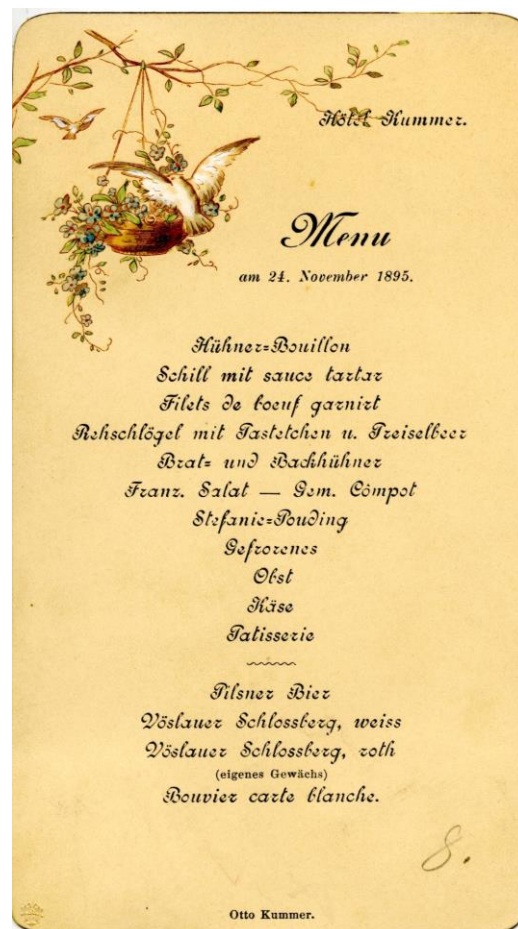 Hôtel Kummer.
Menu
am 24. November 1895.
Hühner=Bouillon
Schill mit sauce tartar
Filets de boeuf garnirt
Rehschlögel mit Pastetchen u. Preiselbeer
Brat= und Backhühner
Franz. Salat — Gem. Cômpot
Stefanie=Pouding
Gefrorenes
Obst
Käse
Patisserie
Pilsner Bier
Vöslauer Schlossberg, weiss
Vöslauer Schlossberg, roth
(eigenes Gewächs)
Bouvier carte blanche.
8.
Otto Kummer.